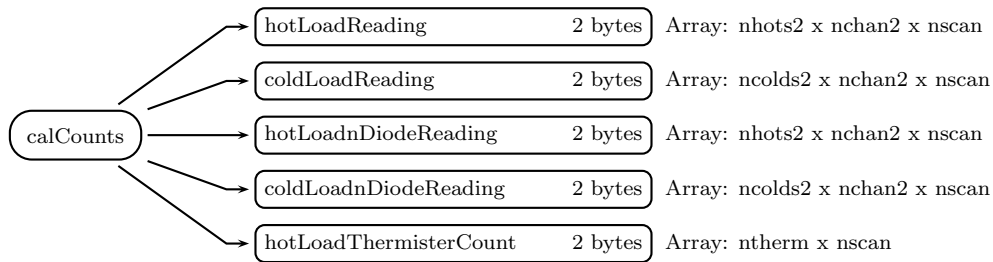 hotLoadReading 2 bytes Array: nhots2 x nchan2 x nscan
coldLoadReading 2 bytes Array: ncolds2 x nchan2 x nscan
calCounts hotLoadnDiodeReading 2 bytes Array: nhots2 x nchan2 x nscan
coldLoadnDiodeReading 2 bytes Array: ncolds2 x nchan2 x nscan
hotLoadThermisterCount 2 bytes Array: ntherm x nscan